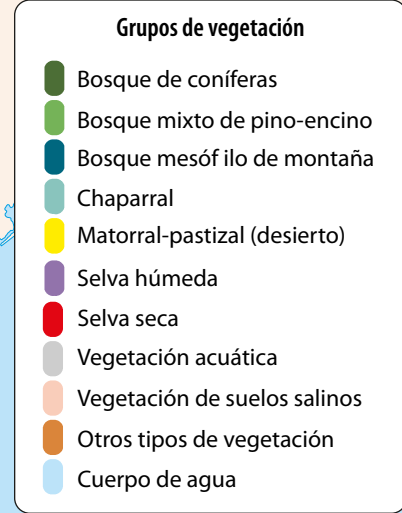 Grupos de vegetación
Bosque de coníferas
Bosque mixto de pino-encino
Bosque mesóf ilo de montaña
Chaparral
Matorral-pastizal (desierto)
Selva húmeda
Selva seca
Vegetación acuática
Vegetación de suelos salinos
Otros tipos de vegetación
Cuerpo de agua